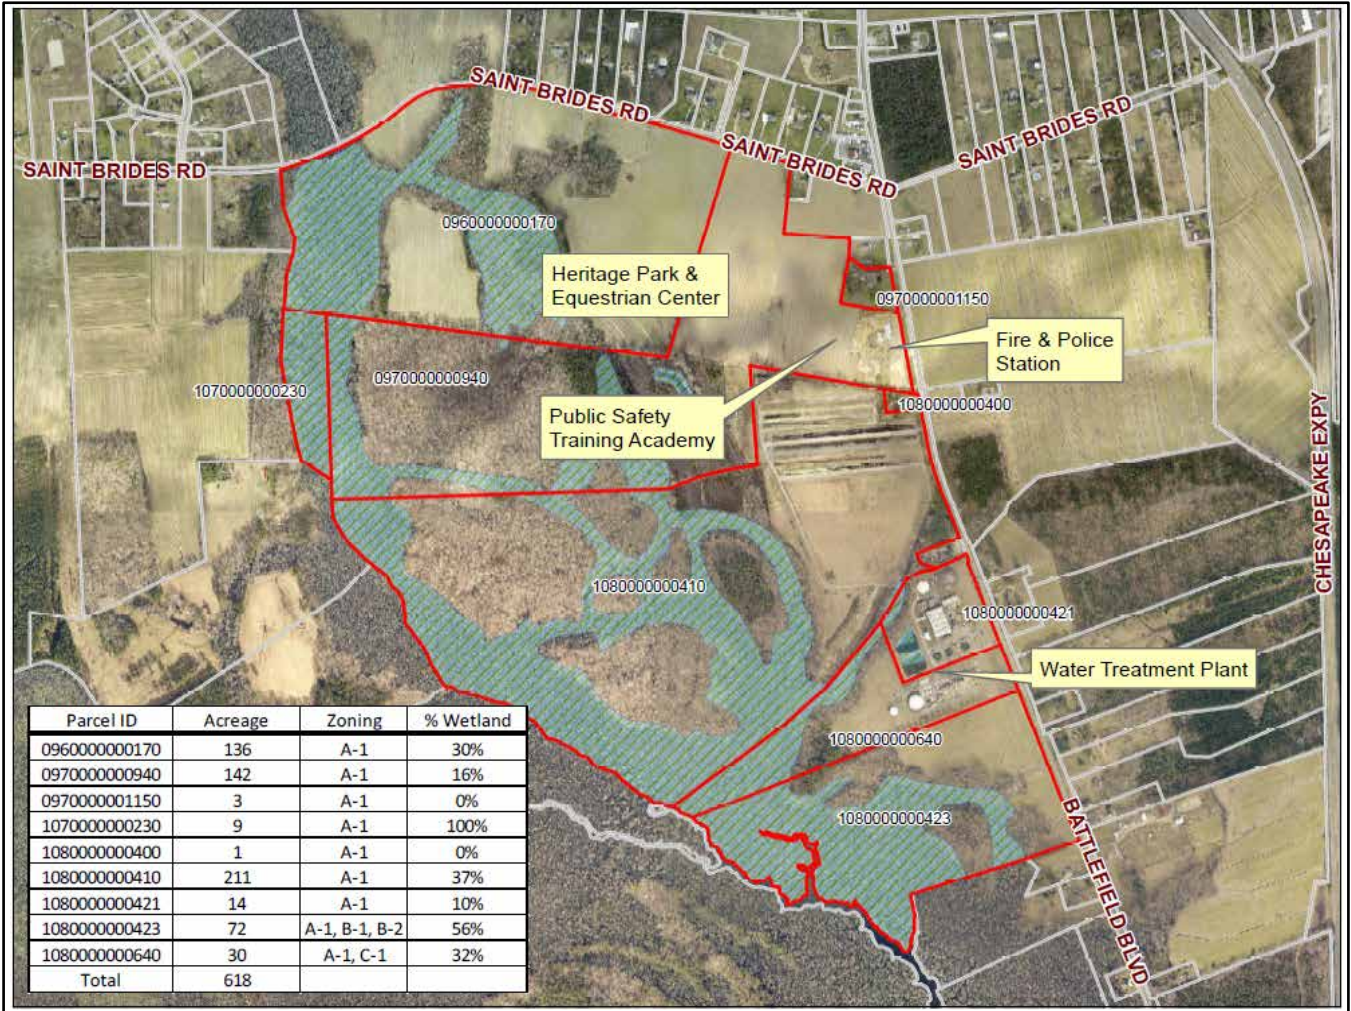 SAINT BRIDES RD
SAINT BRIDES RD
SAINT BRIDES RD
SAINT BRIDES RD
0960000000170
Heritage Park &
Equestrian Center
0970000001150
Fire & Police
Station
1070000000230
0970000000940
Public Safety
Training Academy
1080000000400
CHESAPEAKE EXPY
1080000000410
1080000000421
Water Treatment Plant
1080000000640
1080000000423
BATTLEFIELD BLVD
Parcel ID Acreage Zoning % Wetland
0960000000170 136 A-1 30%
0970000000940 142 A-1 16%
0970000001150 3 A-1 0%
1070000000230 9 A-1 100%
1080000000400 1 A-1 0%
1080000000410 211 A-1 37%
1080000000421 14 A-1 10%
1080000000423 72 A-1, B-1, B-2 56%
1080000000640 30 A-1, C-1 32%
Total 618